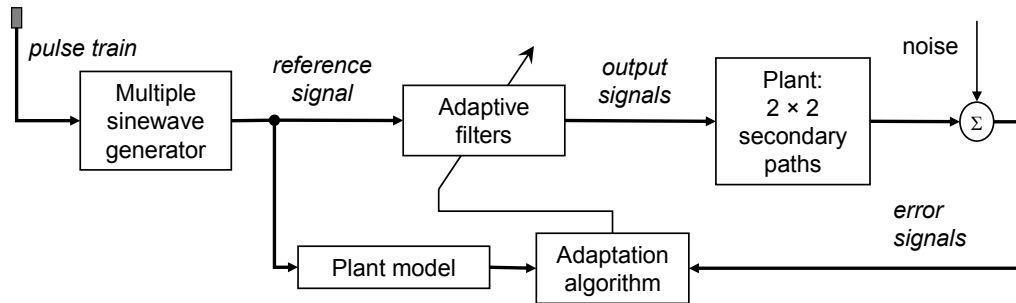 pulse train
Multiple
sinewave
generator
reference
signal
Adaptive
filters
output
signals
Plant:
2 × 2
secondary
paths
noise
Σ
error
signals
Plant model
Adaptation
algorithm